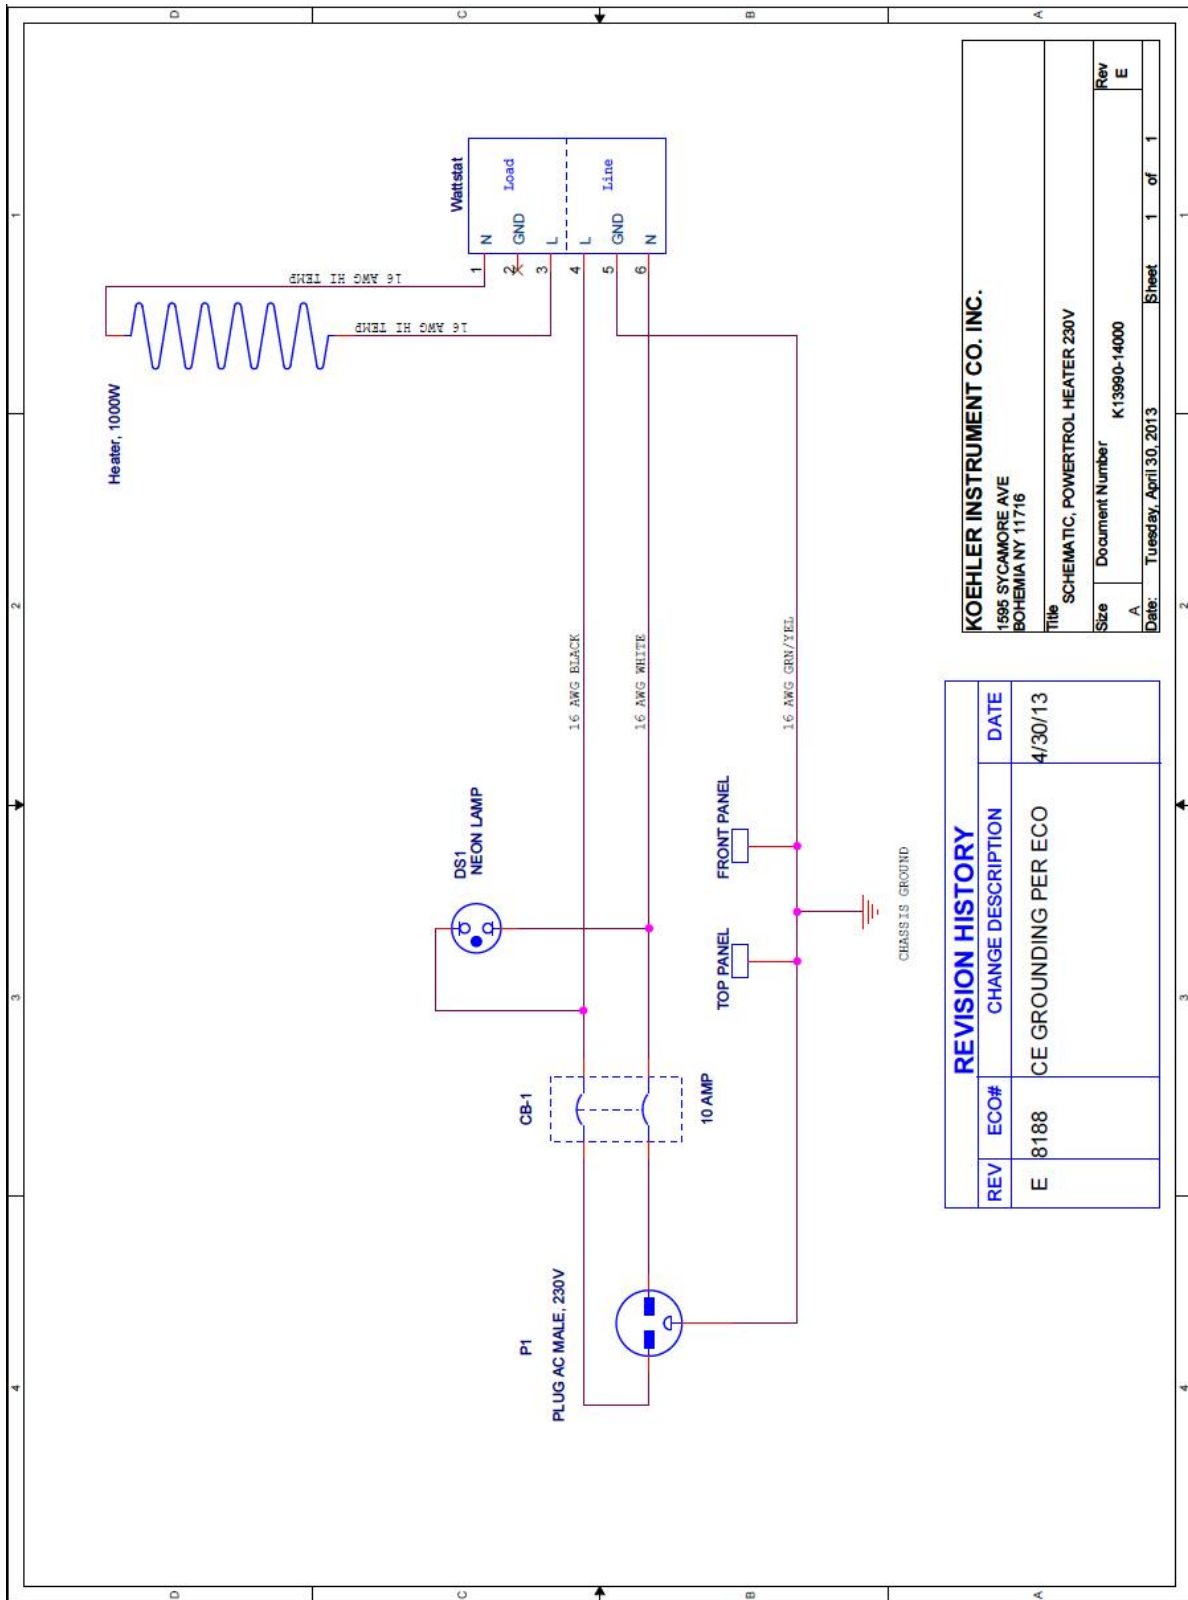 D
C
B
A
4
3
2
1
Heater, 1000W
16 AWG HI TEMP
16 AWG HI TEMP
Wattstat
1
N
2
GND
Load
3
L
4
L
5
GND
Line
6
N
DS1
NEON LAMP
16 AWG BLACK
16 AWG WHITE
CB-1
10 AMP
P1
PLUG AC MALE, 230V
TOP PANEL
FRONT PANEL
16 AWG GRN/YEL
CHASSIS GROUND
REVISION HISTORY
REV ECO# CHANGE DESCRIPTION DATE
E 8188 CE GROUNDING PER ECO 4/30/13
KOEHLER INSTRUMENT CO. INC.
1595 SYCAMORE AVE
BOHEMIA NY 11716
Title
SCHEMATIC, POWERTROL HEATER 230V
Size Document Number Rev
A K13990-14000 E
Date: Tuesday, April 30, 2013 Sheet 1 of 1
D
C
B
A
4
3
2
1